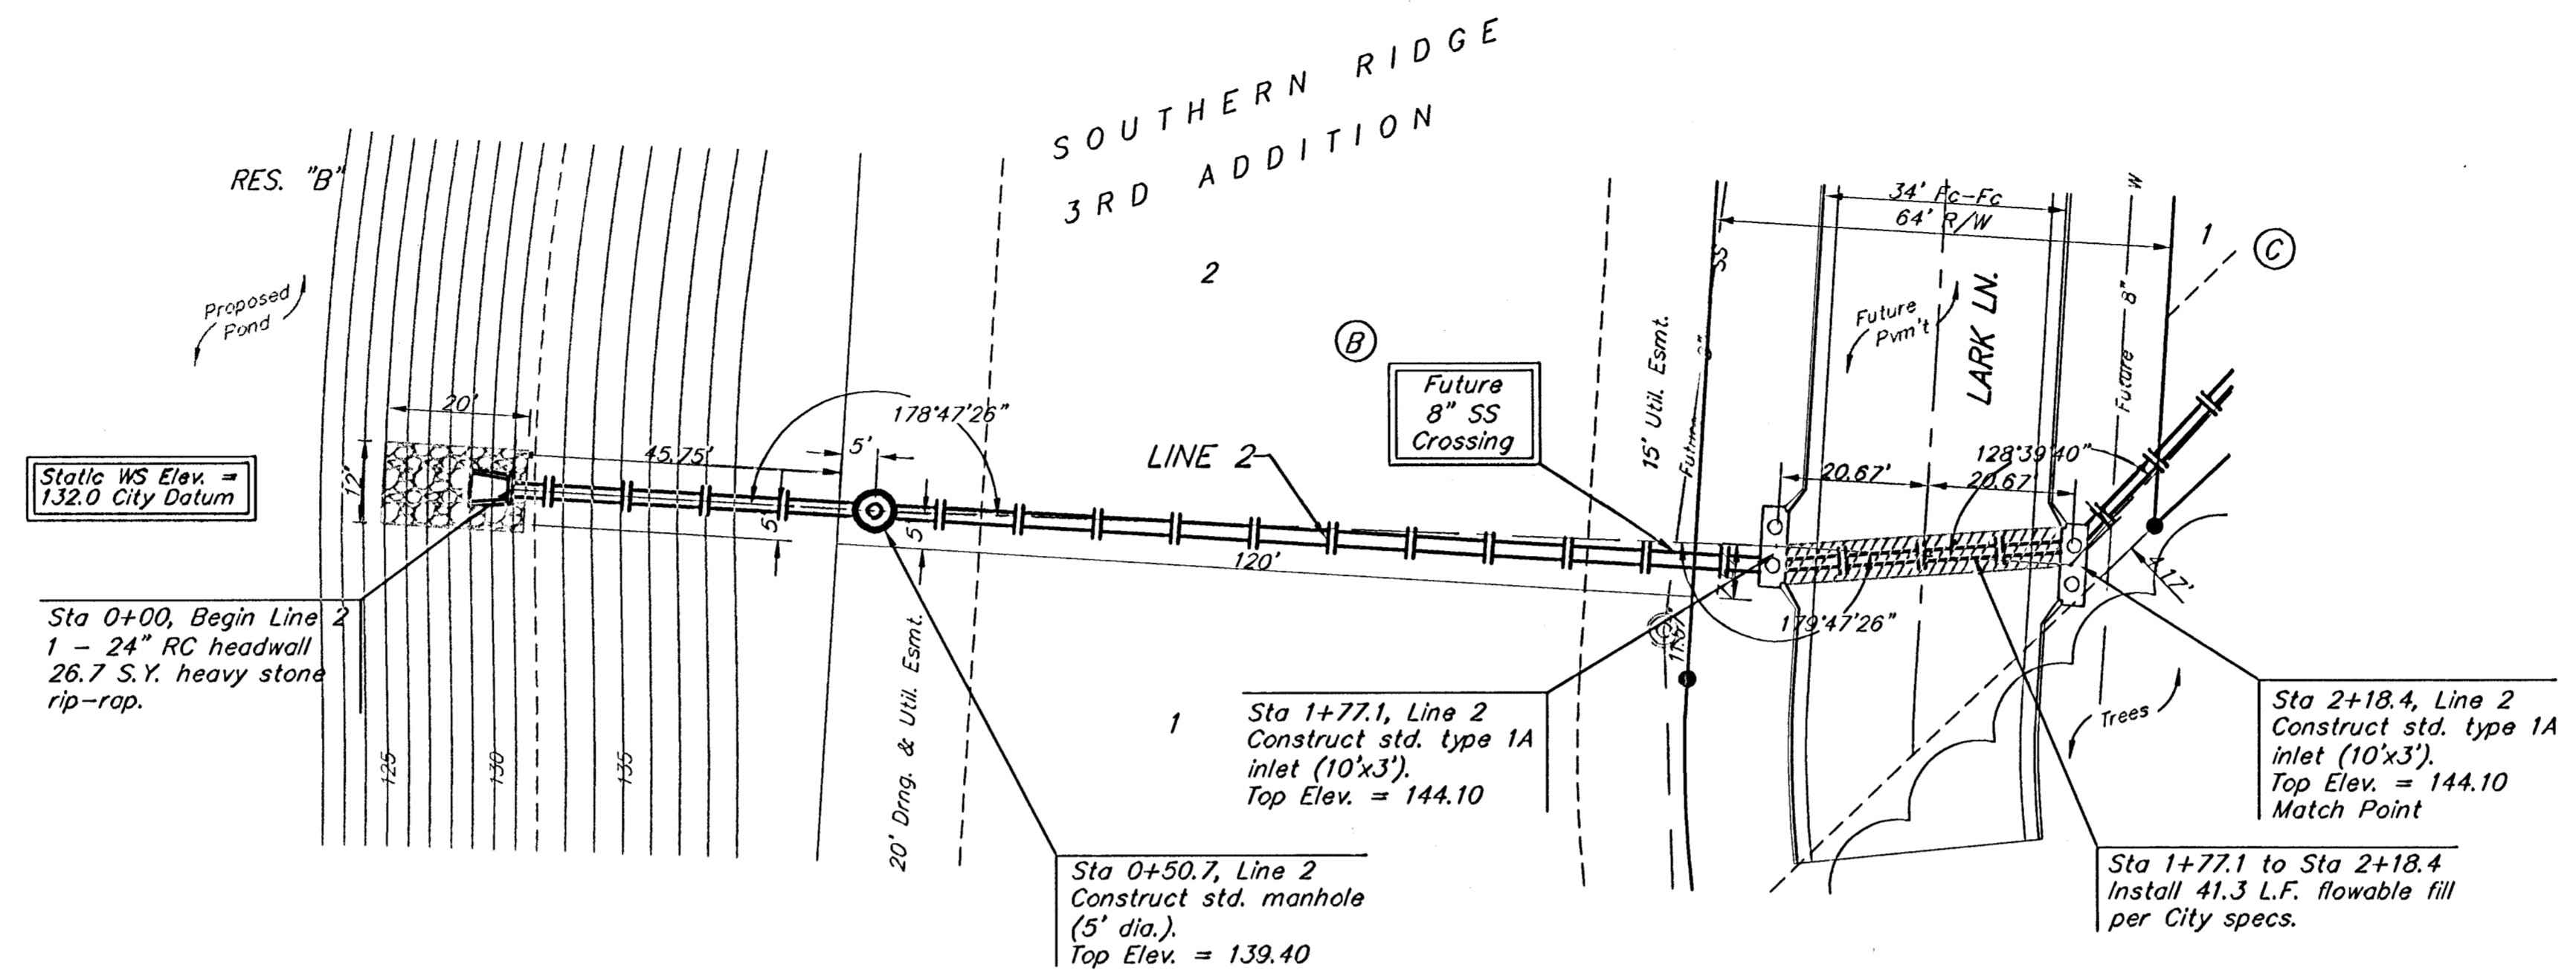 SOUTHERN RIDGE
3RD ADDITION
RES. "B"
Proposed
Pond
2
B
34' Fc-Fc
64' R/W
1
C
W
SS
Future 8"
Future
Pvm't
LARK LN.
15' Util. Esmt.
Future 8"
Future
8" SS
Crossing
20'
12'
45.75'
5'
178°47'26"
LINE 2
128°39'40"
20.67'
20.67'
Static WS Elev. =
132.0 City Datum
5'
5'
120'
179°47'26"
11.5'
Sta 0+00, Begin Line 2
1 - 24" RC headwall
26.7 S.Y. heavy stone
rip-rap.
125
130
135
20' Drng. & Util. Esmt.
1
Sta 1+77.1, Line 2
Construct std. type 1A
inlet (10'x3').
Top Elev. = 144.10
Trees
Sta 2+18.4, Line 2
Construct std. type 1A
inlet (10'x3').
Top Elev. = 144.10
Match Point
Sta 0+50.7, Line 2
Construct std. manhole
(5' dia.).
Top Elev. = 139.40
Sta 1+77.1 to Sta 2+18.4
Install 41.3 L.F. flowable fill
per City specs.